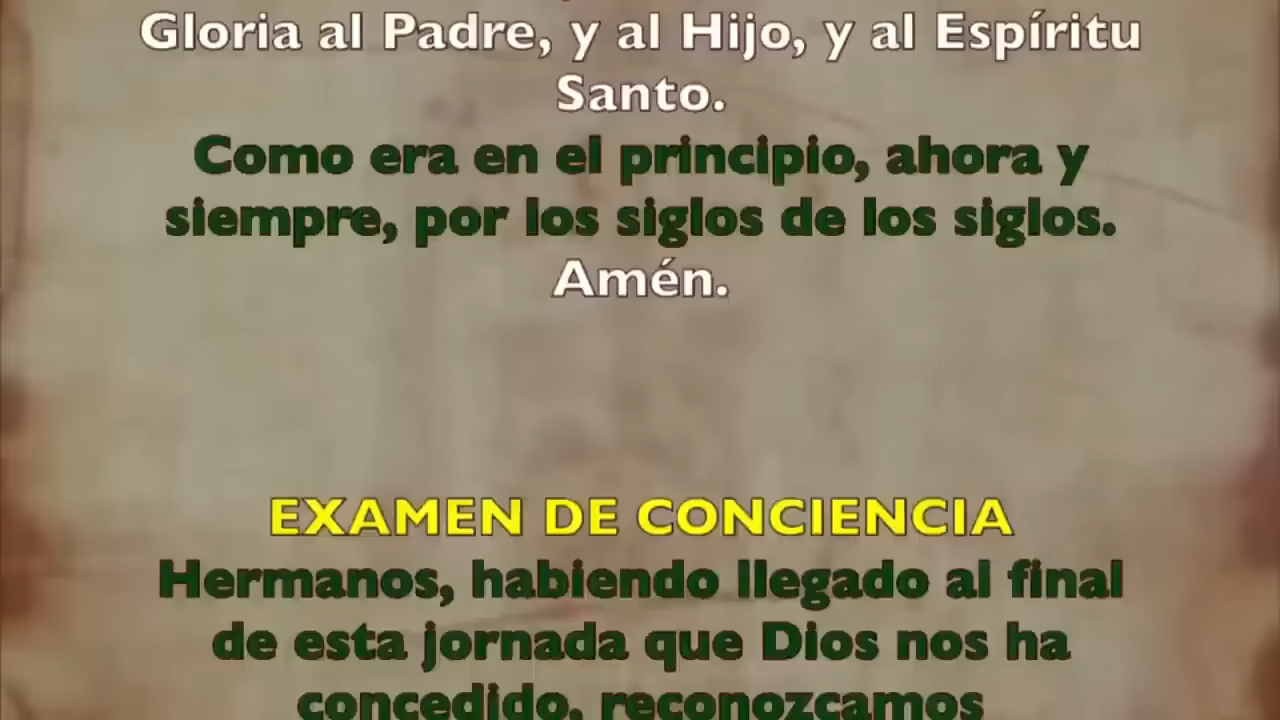 Gloria al Padre, y al Hijo, y al Espíritu
Santo.
Como era en el principio, ahora y
siempre, por los siglos de los siglos.
Amén.
EXAMEN DE CONCIENCIA
Hermanos, habiendo llegado al final
de esta jornada que Dios nos ha
concedido, reconozcamos